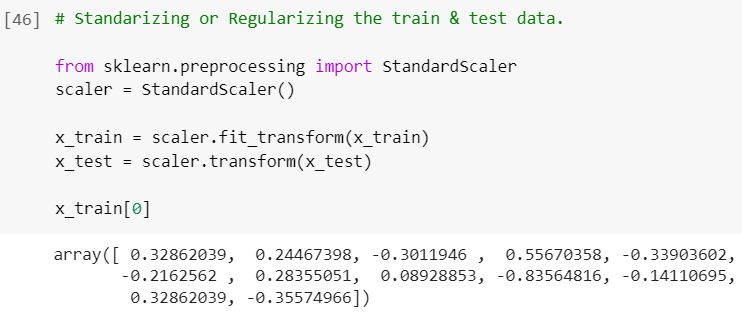 [46] # Standarizing or Regularizing the train & test data.
from sklearn.preprocessing import StandardScaler
scaler = StandardScaler()
x_train = scaler.fit_transform(x_train)
x_test = scaler.transform(x_test)
x_train[0]
array([ 0.32862039,  0.24467398, -0.3011946 ,  0.55670358, -0.33903602,
-0.2162562 ,  0.28355051,  0.08928853, -0.83564816, -0.14110695,
0.32862039, -0.35574966])